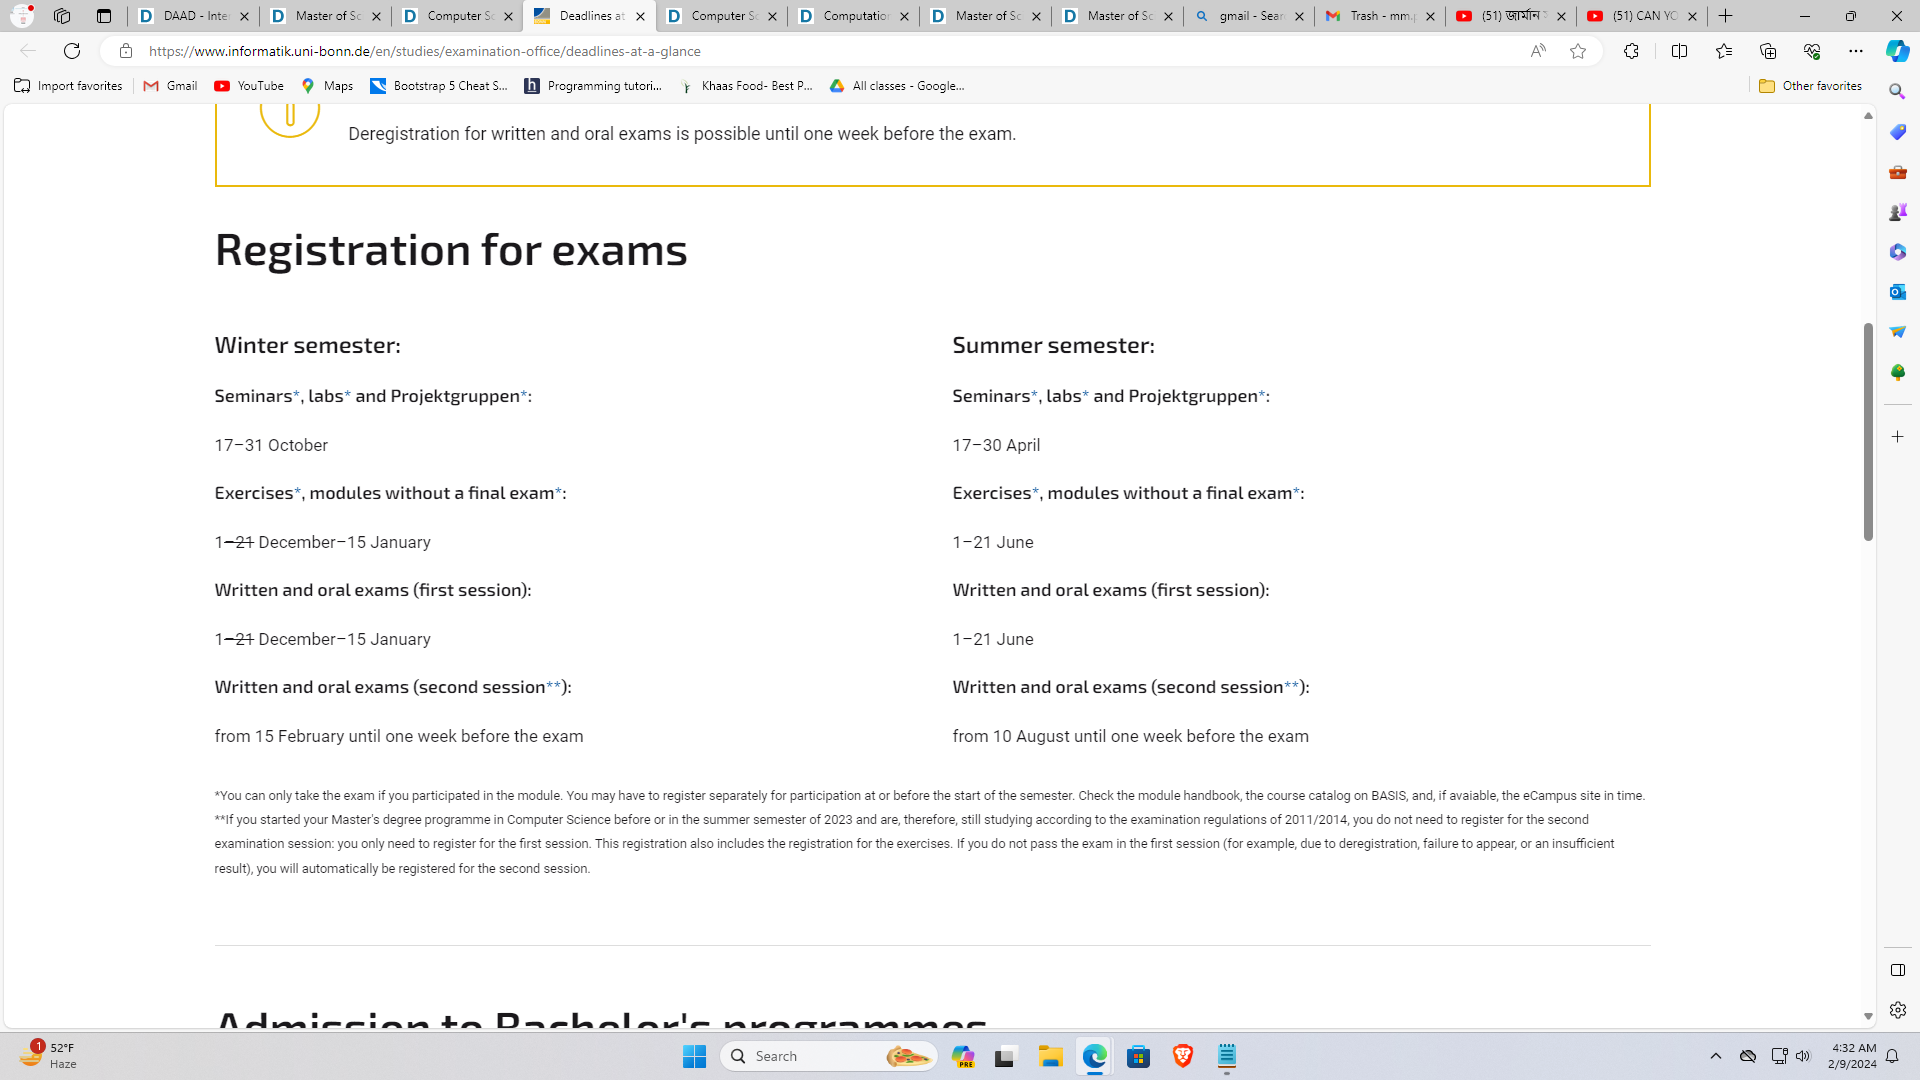 DAAD - Inter
Master of Sc
Computer Sc
Deadlines at
Computer Sc
Computation
Master of Sc
Master of Sc
gmail - Sear
Trash - mm.p
(51) জার্মান
(51) CAN YO
https://www.informatik.uni-bonn.de/en/studies/examination-office/deadlines-at-a-glance
Import favorites
Gmail
YouTube
Maps
Bootstrap 5 Cheat S...
Programming tutori...
Khaas Food- Best P...
All classes - Google...
Other favorites
Deregistration for written and oral exams is possible until one week before the exam.
Registration for exams
Winter semester:
Seminars*, labs* and Projektgruppen*:
17–31 October
Exercises*, modules without a final exam*:
1–21 December–15 January
Written and oral exams (first session):
1–21 December–15 January
Written and oral exams (second session**):
from 15 February until one week before the exam
Summer semester:
Seminars*, labs* and Projektgruppen*:
17–30 April
Exercises*, modules without a final exam*:
1–21 June
Written and oral exams (first session):
1–21 June
Written and oral exams (second session**):
from 10 August until one week before the exam
*You can only take the exam if you participated in the module. You may have to register separately for participation at or before the start of the semester. Check the module handbook, the course catalog on BASIS, and, if avaiable, the eCampus site in time.
**If you started your Master's degree programme in Computer Science before or in the summer semester of 2023 and are, therefore, still studying according to the examination regulations of 2011/2014, you do not need to register for the second
examination session: you only need to register for the first session. This registration also includes the registration for the exercises. If you do not pass the exam in the first session (for example, due to deregistration, failure to appear, or an insufficient
result), you will automatically be registered for the second session.
Admission to Bachelor's programmes
1
52°F
Haze
Search
PRE
4:32 AM
2/9/2024